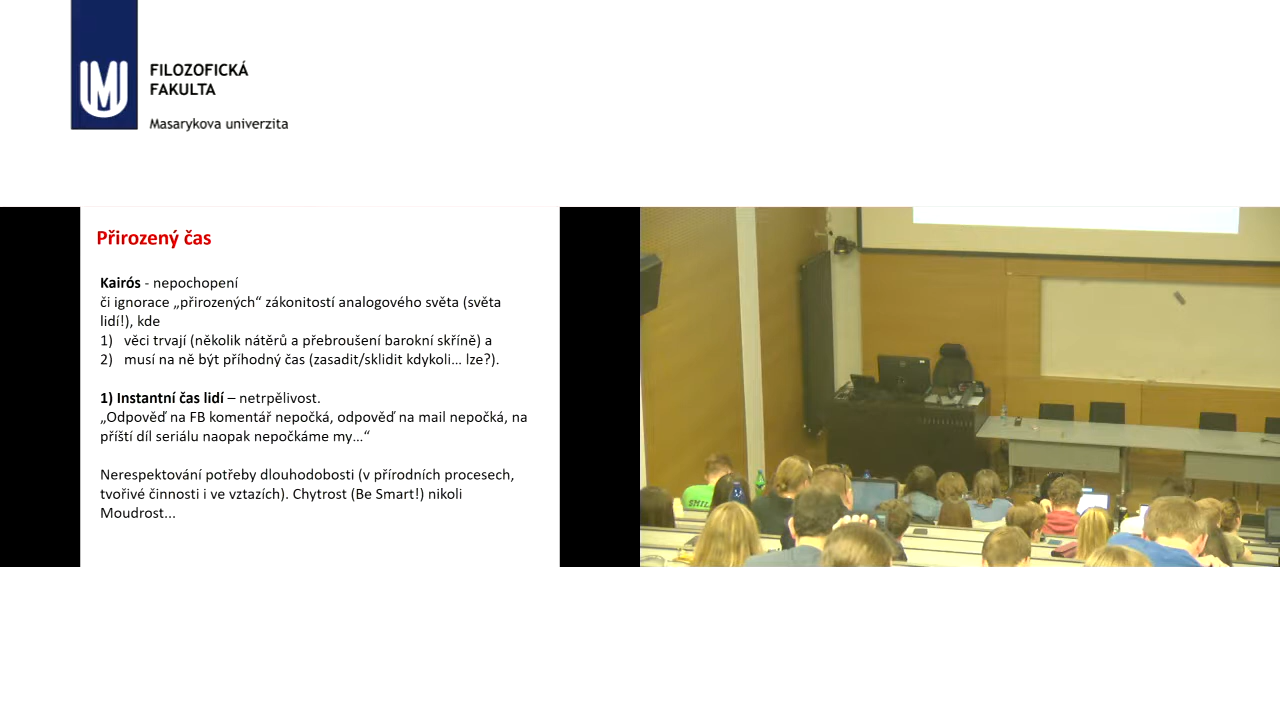 FILOZOFICKÁ
FAKULTA
Masarykova univerzita
Přirozený čas
Kairós - nepochopení
či ignorace „přirozených“ zákonitostí analogového světa (světa
lidí!), kde
1) věci trvají (několik nátěrů a přebroušení barokní skříně) a
2) musí na ně být příhodný čas (zasadit/sklidit kdykoli... lze?).
1) Instantní čas lidí – netrpělivost.
„Odpověď na FB komentář nepočká, odpověď na mail nepočká, na
příští díl seriálu naopak nepočkáme my...“
Nerespektování potřeby dlouhodobosti (v přírodních procesech,
tvořivé činnosti i ve vztazích). Chytrost (Be Smart!) nikoli
Moudrost...
SMILE